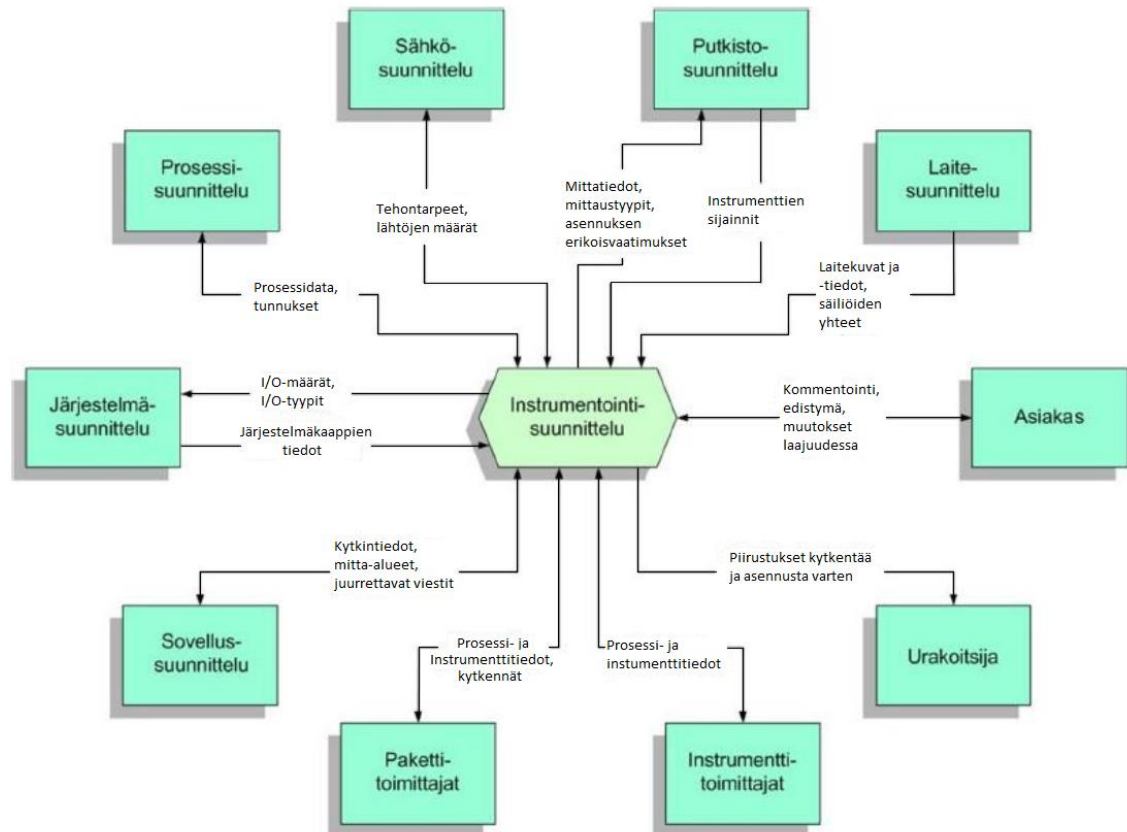 Sähkö-
suunnittelu
Putkisto-
suunnittelu
Prosessi-
suunnittelu
Laite-
suunnittelu
Tehontarpeet,
lähtöjen määrät
Mittatiedot,
mittaustyypit,
asennuksen
erikoisvaatimukset
Instrumenttien
sijainnit
Laitekuvat ja
-tiedot,
säiliöiden
yhteet
Prosessidata,
tunnukset
Järjestelmä-
suunnittelu
I/O-määrät,
I/O-tyypit
Järjestelmäkaappien
tiedot
Instrumentointi-
suunnittelu
Kommentointi,
edistymä,
muutokset
laajuudessa
Asiakas
Kytkintiedot,
mitta-alueet,
juurrettavat viestit
Piirustukset kytkentää
ja asennusta varten
Sovellus-
suunnittelu
Prosessi- ja
Instrumenttitiedot,
kytkennät
Prosessi- ja
instumenttitiedot
Urakoitsija
Paketti-
toimittajat
Instrumentti-
toimittajat